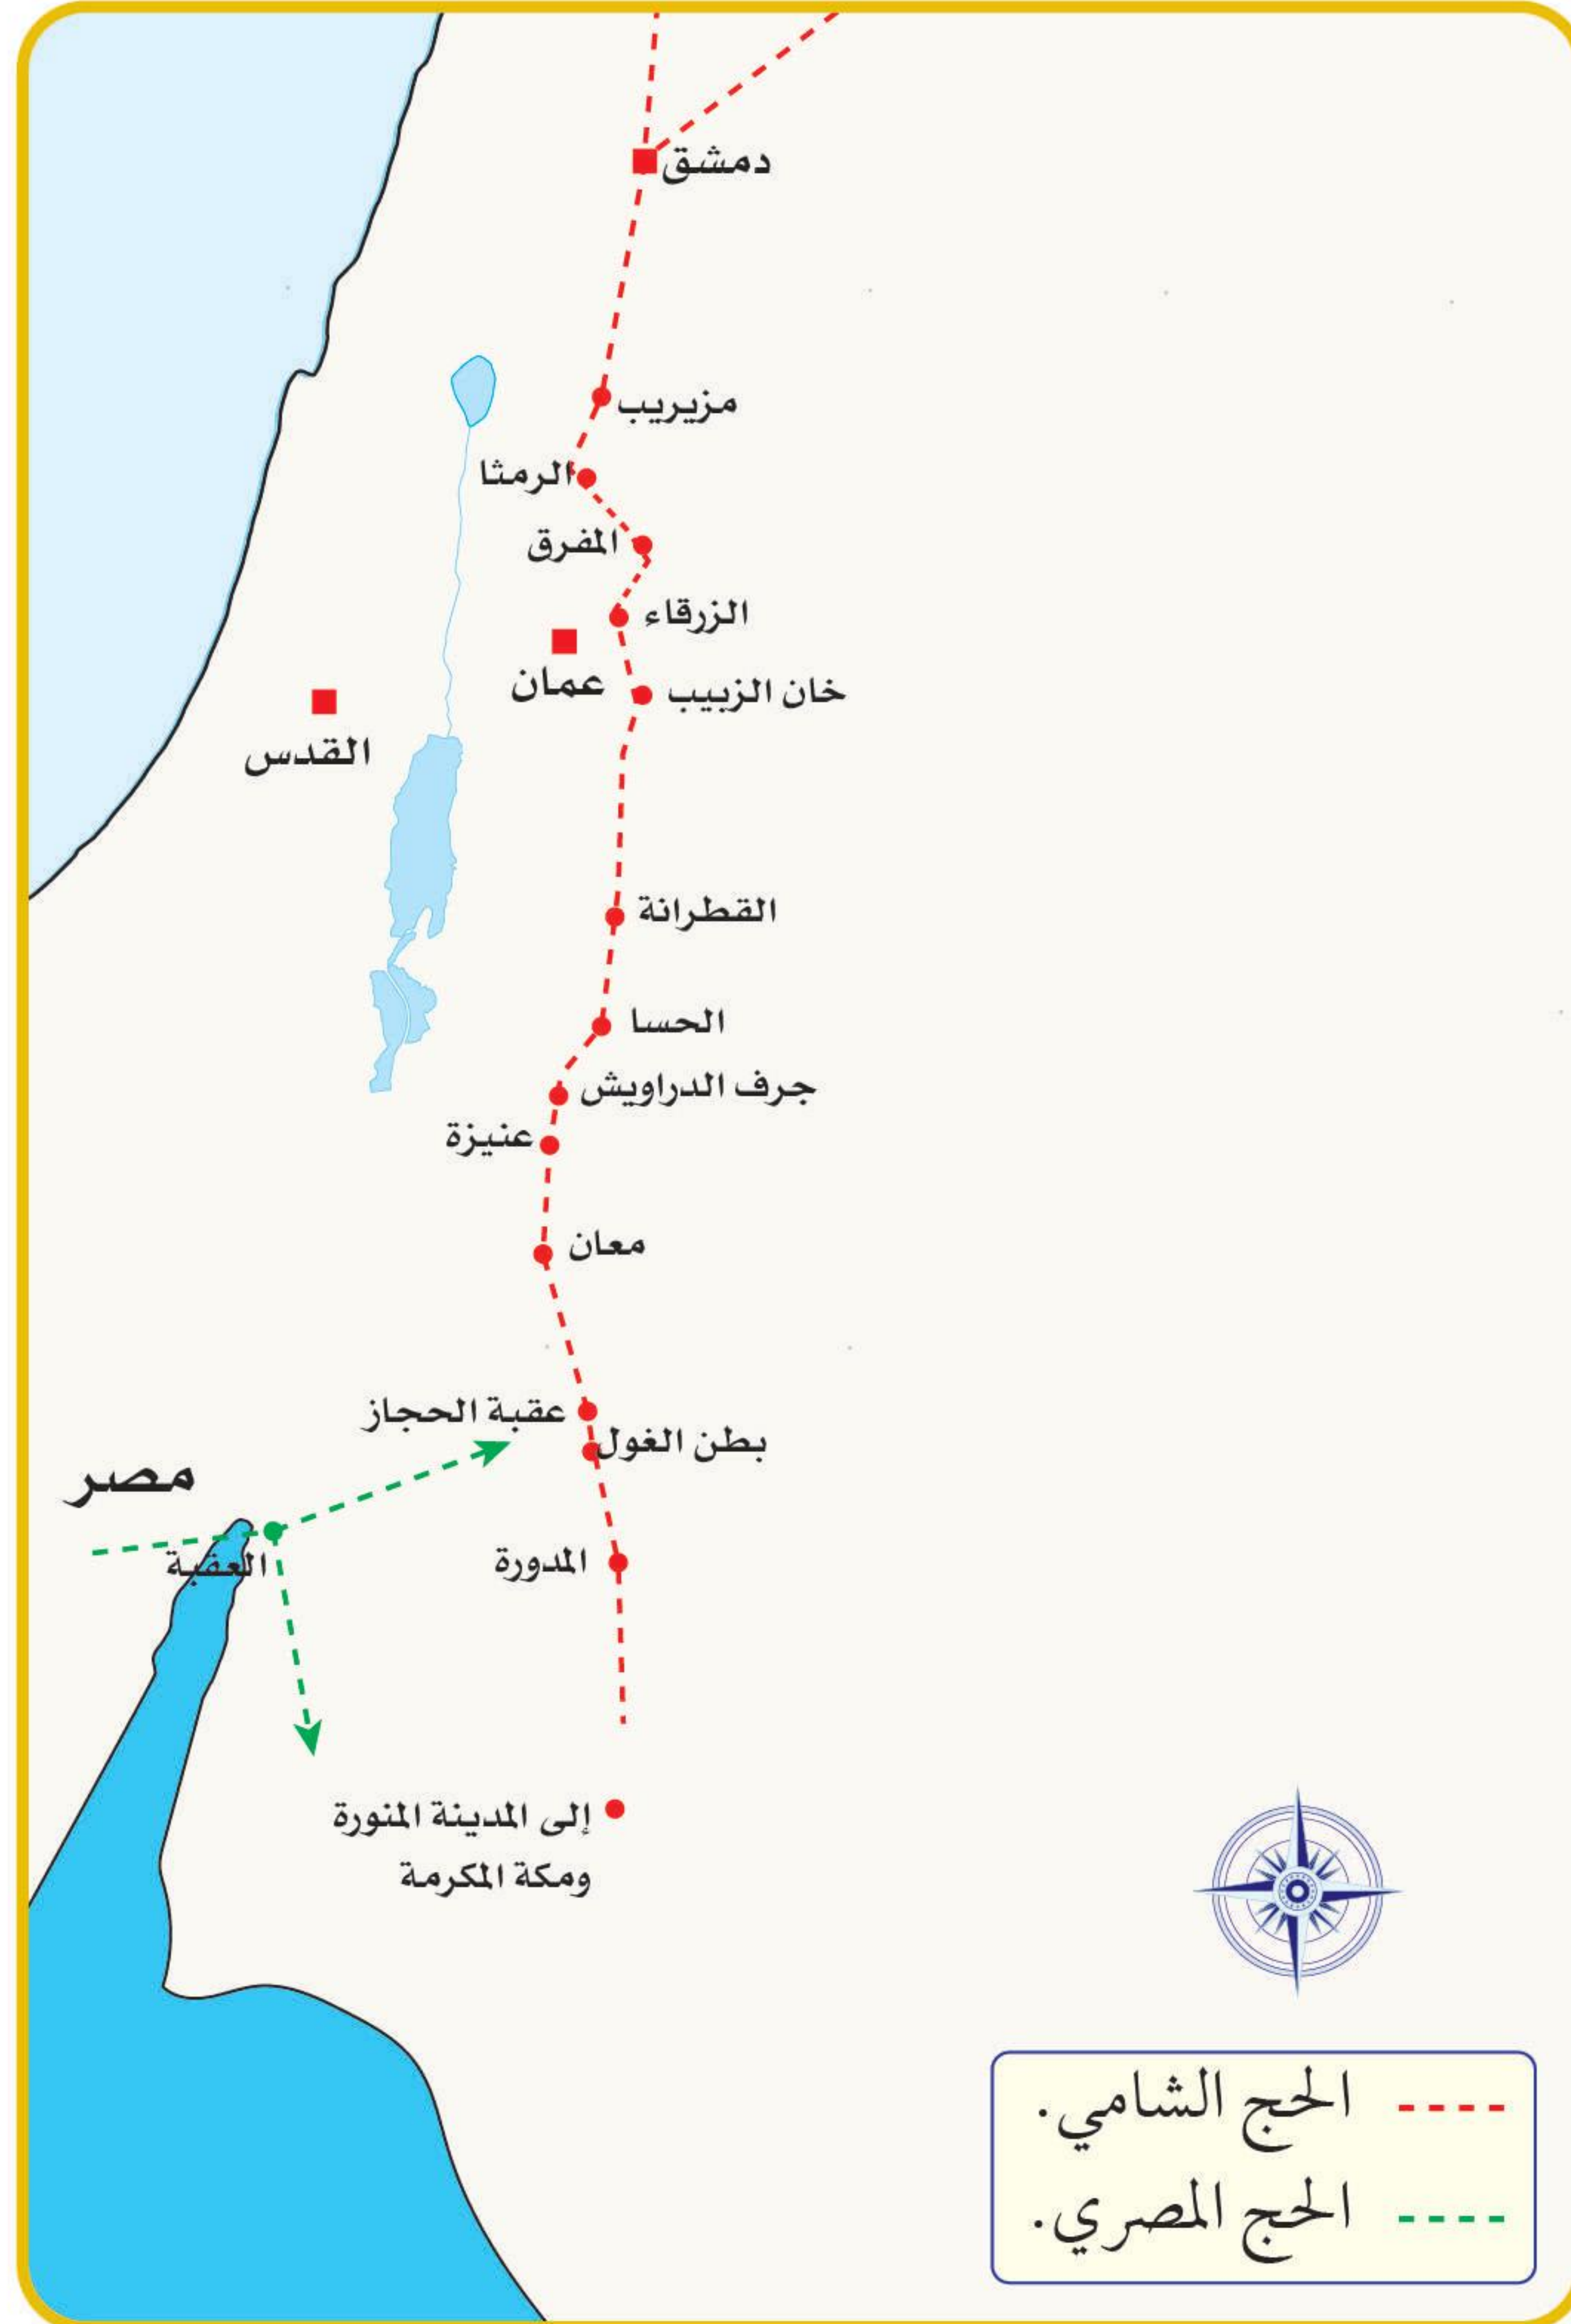 دمشق
مزيريب
الرمثا
المفرق
الزرقاء
عمان
خان الزبيب
القدس
القطرانة
الحسا
جرف الدراويش
عنيزة
معان
عقبة الحجاز
بطن الغول
مصر
العقبة
المدورة
إلى المدينة المنورة
ومكة المكرمة
الحج الشامي.
الحج المصري.